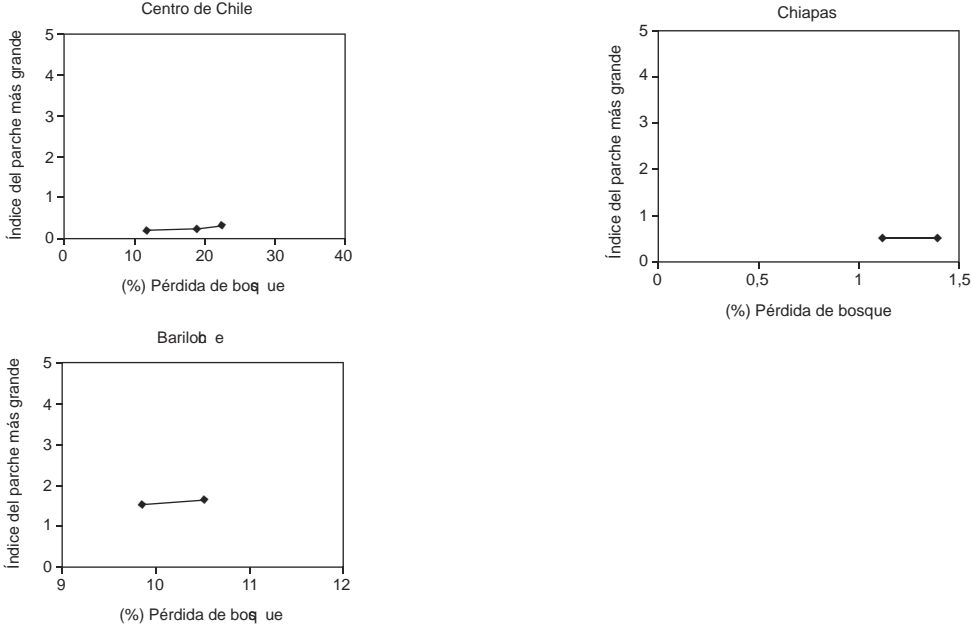 Centro de Chile
Índice del parche más grande
5
4
3
2
1
0
0 10 20 30 40
(%) Pérdida de bosq ue
Chiapas
Índice del parche más grande
5
4
3
2
1
0
0 0,5 1 1,5
(%) Pérdida de bosque
Bariloch e
Índice del parche más grande
5
4
3
2
1
0
9 10 11 12
(%) Pérdida de bosq ue